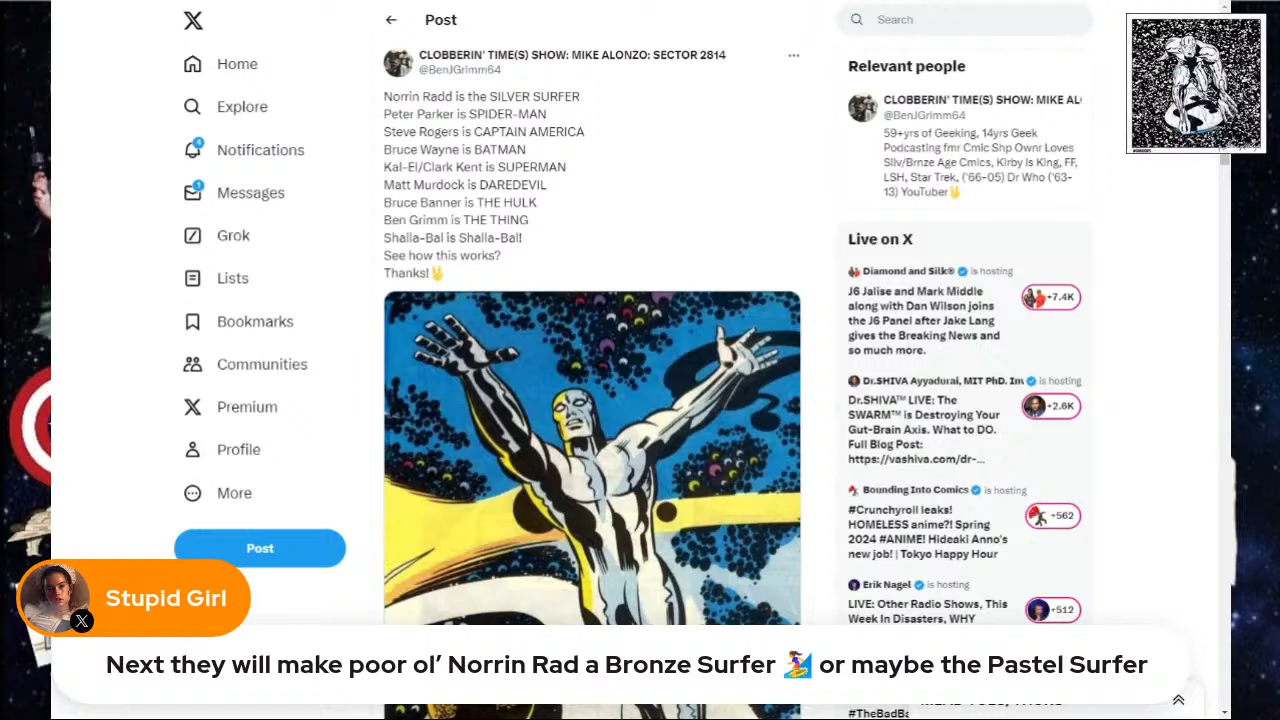 Post
Search
Home
Explore
4
Notifications
1
Messages
Grok
Lists
Bookmarks
Communities
Premium
Profile
More
Post
CLOBBERIN' TIME(S) SHOW: MIKE ALONZO: SECTOR 2814
@BenJGrimm64
Norrin Radd is the SILVER SURFER
Peter Parker is SPIDER-MAN
Steve Rogers is CAPTAIN AMERICA
Bruce Wayne is BATMAN
Kal-El/Clark Kent is SUPERMAN
Matt Murdock is DAREDEVIL
Bruce Banner is THE HULK
Ben Grimm is THE THING
Shalla-Bal is Shalla-Bal!
See how this works?
Thanks!🖖
Relevant people
CLOBBERIN' TIME(S) SHOW: MIKE AL
@BenJGrimm64
59+yrs of Geeking, 14yrs Geek
Podcasting fmr Cmic Shp Ownr Loves
Silv/Brnze Age Cmics, Kirby is King, FF,
LSH, Star Trek, ('66-05) Dr Who ('63-
13) YouTuber🖖
Live on X
Diamond and Silk® is hosting
J6 Jalise and Mark Middle
along with Dan Wilson joins
the J6 Panel after Jake Lang
gives the Breaking News and
so much more.
+7.4K
Dr.SHIVA Ayyadurai, MIT PhD. Im is hosting
Dr.SHIVA™ LIVE: The
SWARM™ is Destroying Your
Gut-Brain Axis. What to DO.
Full Blog Post:
https://vashiva.com/dr-...
+2.6K
Bounding Into Comics is hosting
#Crunchyroll leaks!
HOMELESS anime?! Spring
2024 #ANIME! Hideaki Anno's
new job! | Tokyo Happy Hour
+562
Erik Nagel is hosting
LIVE: Other Radio Shows, This
Week In Disasters, WHY
+512
Stupid Girl
Next they will make poor ol' Norrin Rad a Bronze Surfer 🏄‍♀️ or maybe the Pastel Surfer